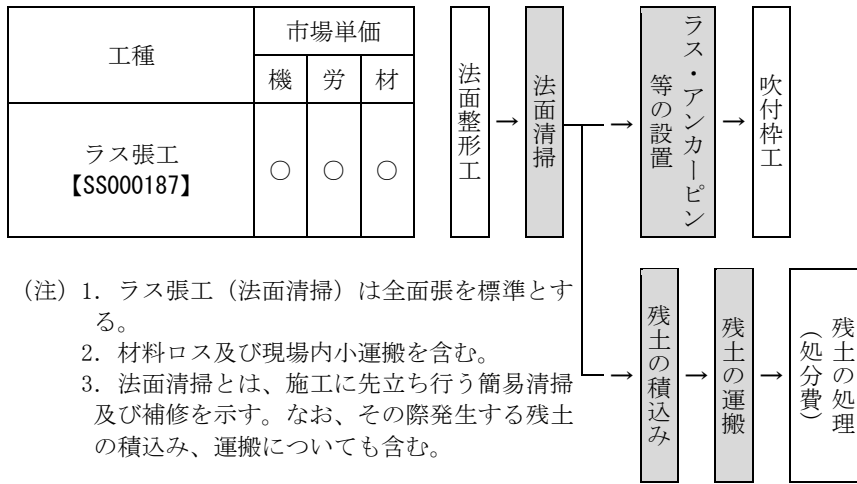 工種
市場単価
機 労 材
ラス張工
【SS000187】
○ ○ ○
法面整形工
→
法面清掃
→
ラス・アンカーピン
等の設置
→
吹付枠工
(注) 1. ラス張工(法面清掃)は全面張を標準とす
る。
2. 材料ロス及び現場内小運搬を含む。
3. 法面清掃とは、施工に先立ち行う簡易清掃
及び補修を示す。なお、その際発生する残土
の積込み、運搬についても含む。
→
残土の積込み
→
残土の運搬
→
残土の処理
(処分費)